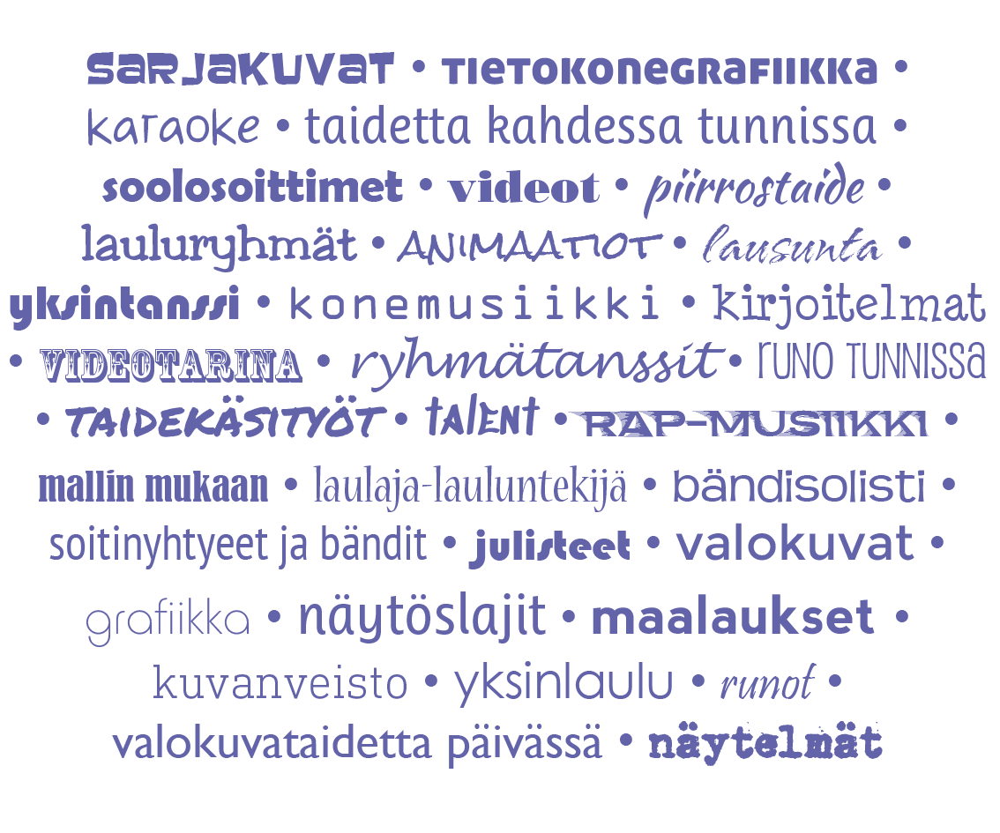 SARJAKUVAT • TIETOKONEGRAFIIKKA •
karaoke • taidetta kahdessa tunnissa •
soolosoittimet • videot • piirrostaide •
lauluryhmät • ANIMAATIOT • lausunta •
yksintanssi • konemusiikki • kirjoitelmat
• VIDEOTARINA • ryhmätanssit • RUNO TUNNISSA
• TAIDEKÄSITYÖT • TALENT • RAP-MUSIIKKI •
mallin mukaan • laulaja-lauluntekijä • bändisolisti •
soitinyhtyeet ja bändit • julisteet • valokuvat •
grafiikka • näytöslajit • maalaukset •
kuvanveisto • yksinlaulu • runot •
valokuvataidetta päivässä • näytelmät